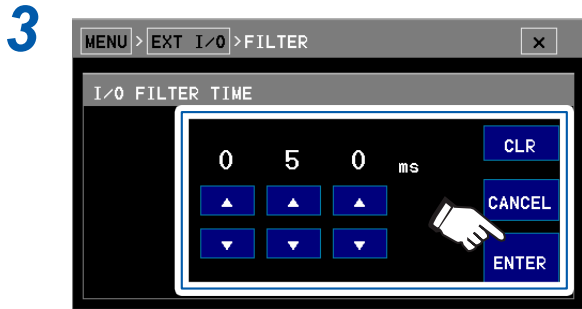 3
MENU > EXT I/O > FILTER ×
I/O FILTER TIME
0 5 0 ms
CLR
▲ ▲ ▲
CANCEL
▼ ▼ ▼
ENTER